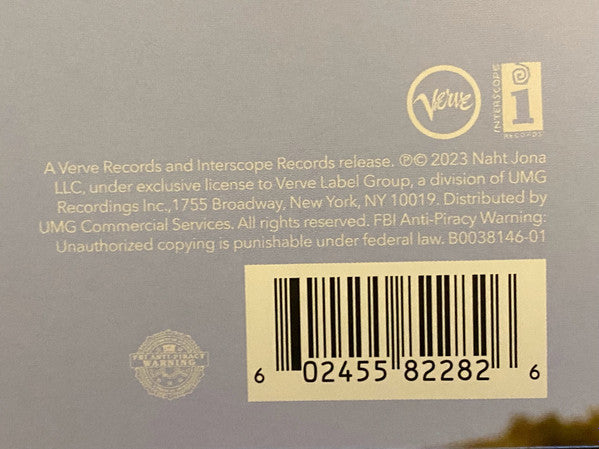 Verve
INTERSCOPE
i
RECORDS
A Verve Records and Interscope Records release. ℗© 2023 Naht Jona
LLC, under exclusive license to Verve Label Group, a division of UMG
Recordings Inc.,1755 Broadway, New York, NY 10019. Distributed by
UMG Commercial Services. All rights reserved. FBI Anti-Piracy Warning:
Unauthorized copying is punishable under federal law. B0038146-01
FBI ANTI-PIRACY
WARNING
6 02455 82282 6